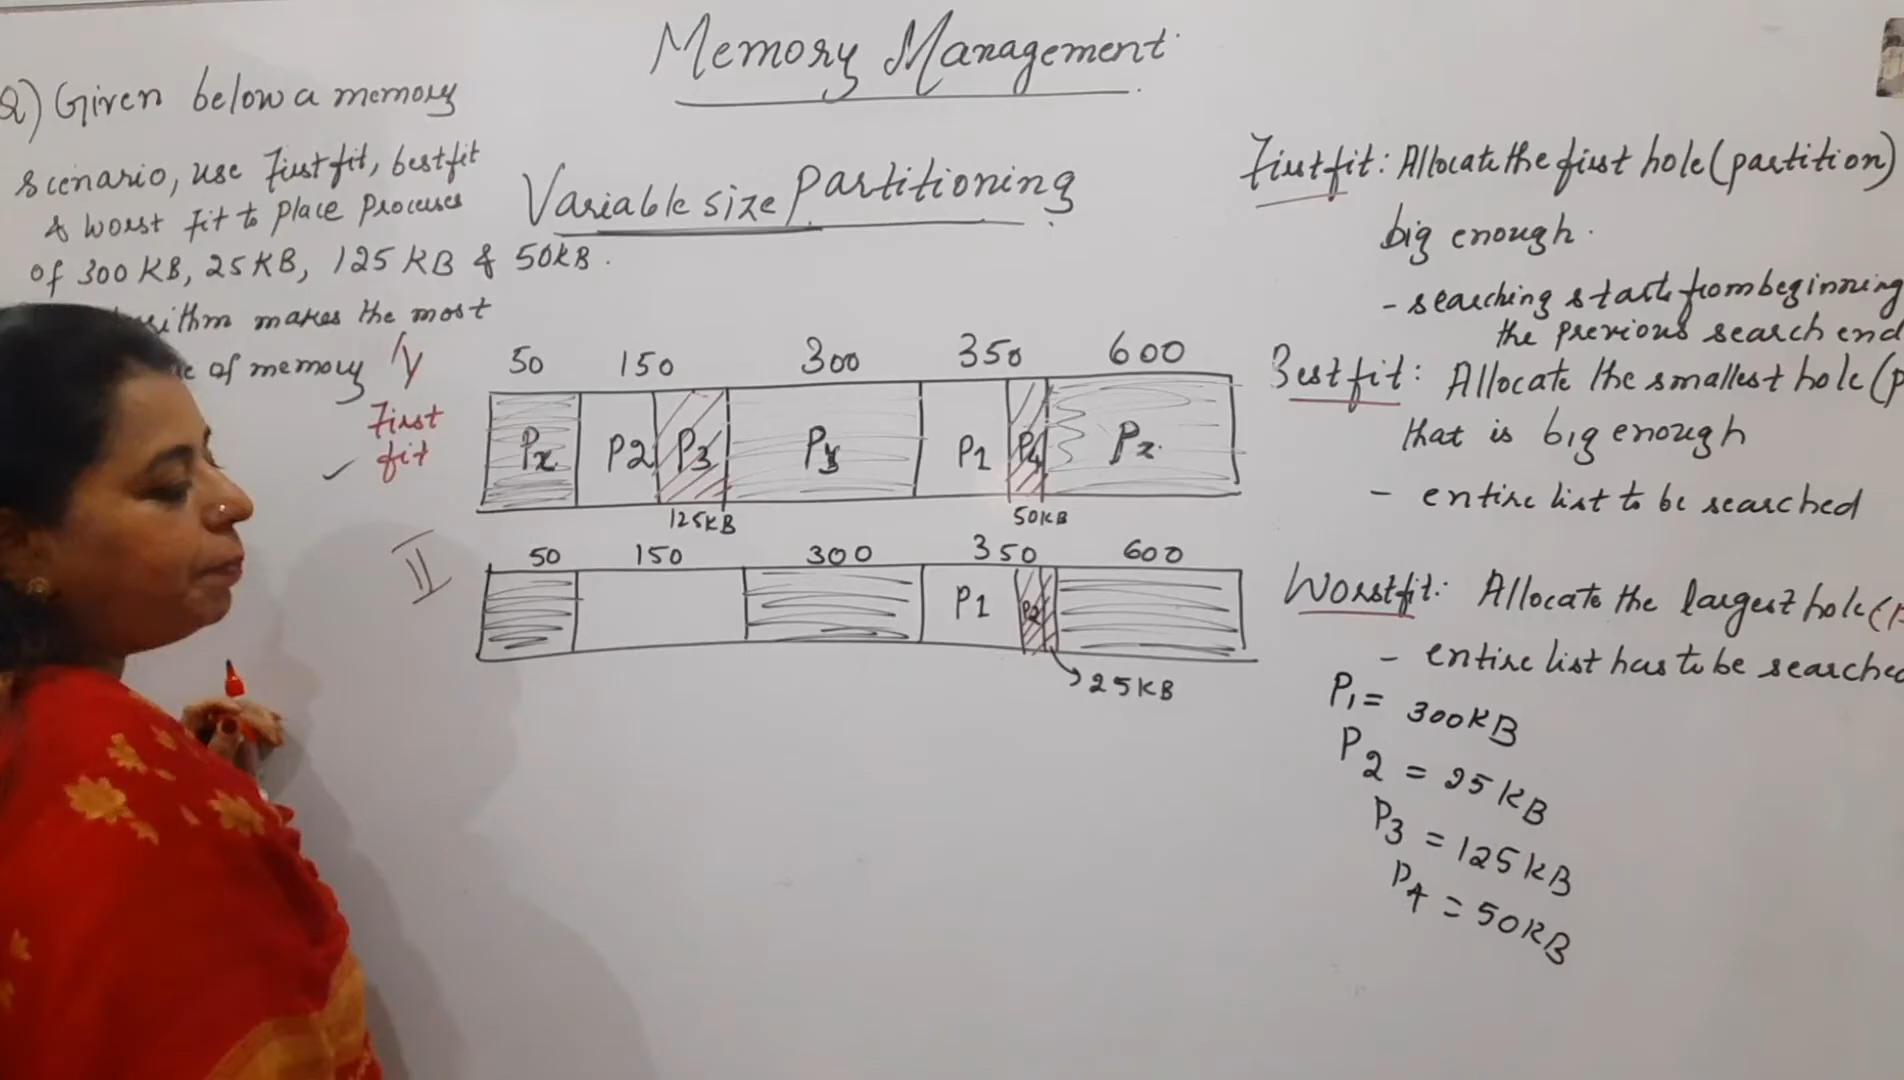 Memory Management
Q) Given below a memory
scenario, use First fit, best fit
& worst fit to place Processes
of 300 KB, 25KB, 125 KB & 50KB.
makes the most
of memory
Variable size Partitioning
First fit: Allocate the first hole (partition)
big enough.
- searching starts from beginning
the previous search end
Best fit: Allocate the smallest hole (P
that is big enough
- entire list to be searched
Worst fit: Allocate the largest hole (P
- entire list has to be searched
P1 = 300KB
P2 = 25KB
P3 = 125KB
P4 = 50KB
First
fit
50 150 300 350 600
Px P2 P3 Py P1 P4 Pz
125KB 50KB
II
50 150 300 350 600
P1 P2
25KB